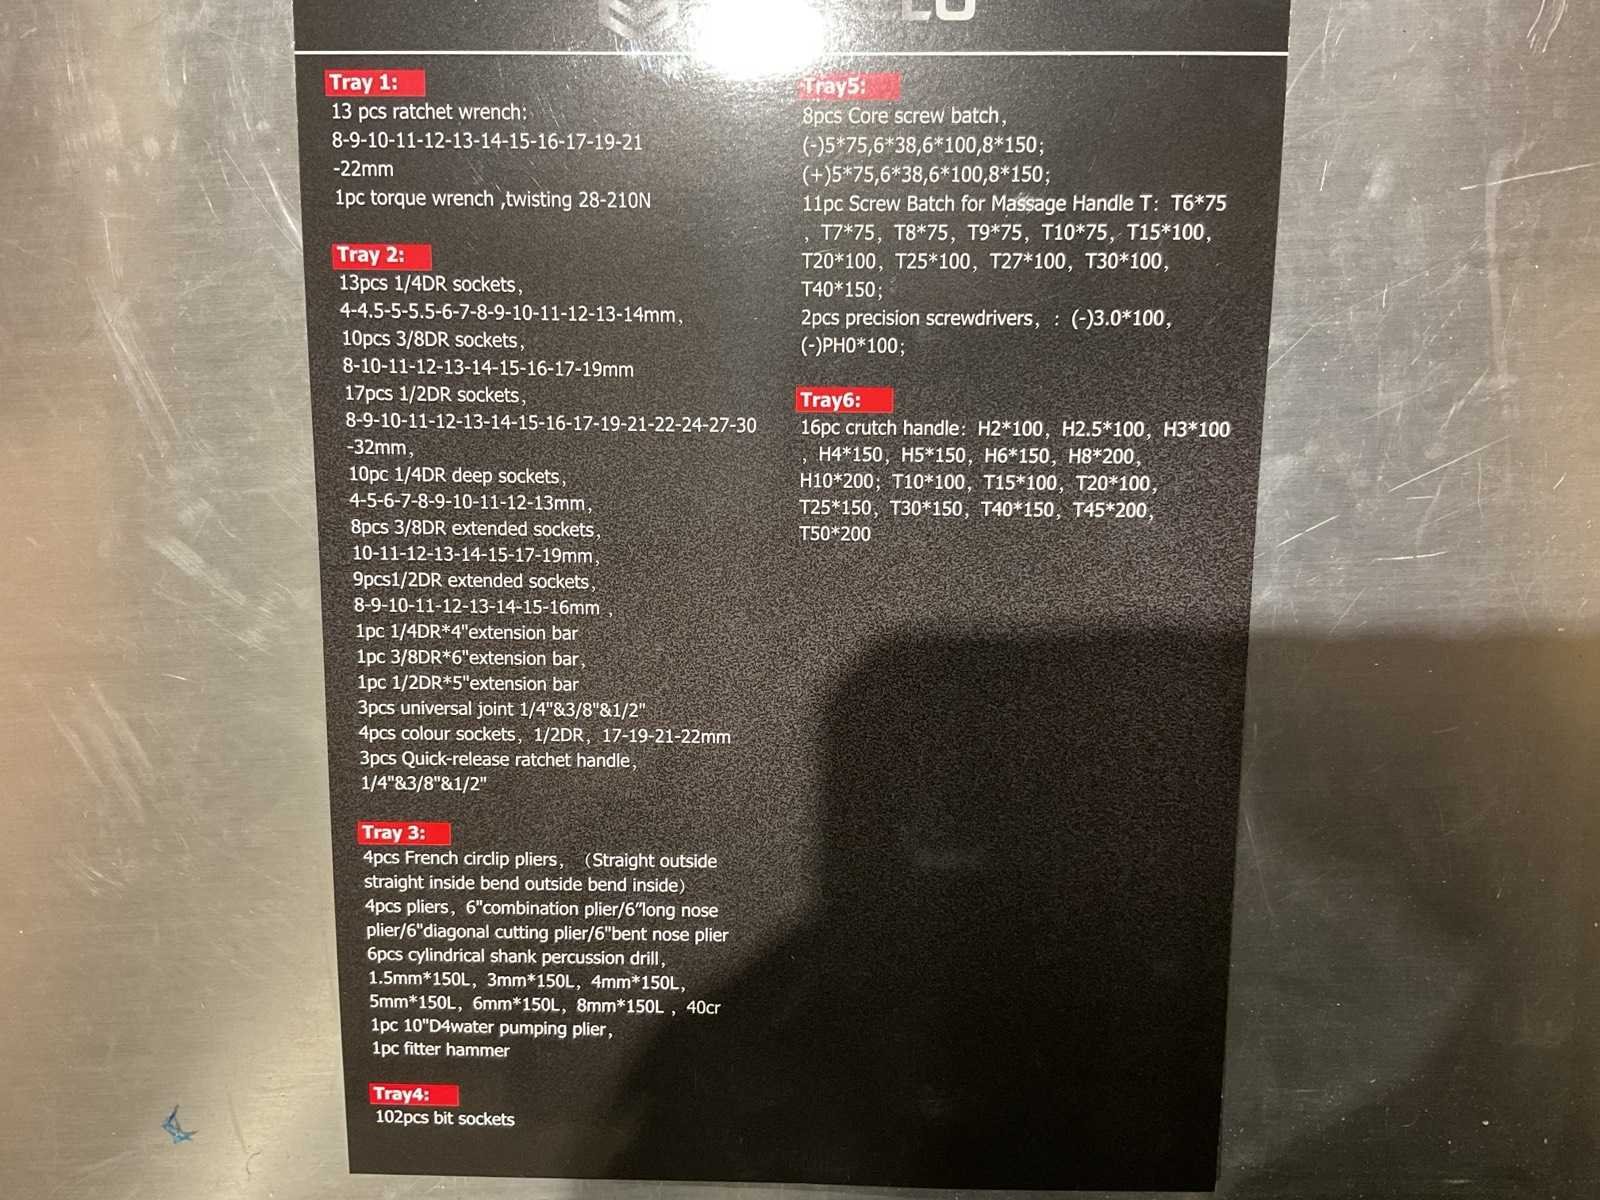 Tray 1:
13 pcs ratchet wrench:
8-9-10-11-12-13-14-15-16-17-19-21
-22mm
1pc torque wrench ,twisting 28-210N
Tray 2:
13pcs 1/4DR sockets，
4-4.5-5-5.5-6-7-8-9-10-11-12-13-14mm，
10pcs 3/8DR sockets，
8-10-11-12-13-14-15-16-17-19mm
17pcs 1/2DR sockets，
8-9-10-11-12-13-14-15-16-17-19-21-22-24-27-30
-32mm，
10pc 1/4DR deep sockets，
4-5-6-7-8-9-10-11-12-13mm，
8pcs 3/8DR extended sockets，
10-11-12-13-14-15-17-19mm，
9pcs1/2DR extended sockets，
8-9-10-11-12-13-14-15-16mm ，
1pc 1/4DR*4"extension bar
1pc 3/8DR*6"extension bar，
1pc 1/2DR*5"extension bar
3pcs universal joint 1/4"&3/8"&1/2"
4pcs colour sockets，1/2DR，17-19-21-22mm
3pcs Quick-release ratchet handle，
1/4"&3/8"&1/2"
Tray 3:
4pcs French circlip pliers，（Straight outside
straight inside bend outside bend inside）
4pcs pliers，6"combination plier/6"long nose
plier/6"diagonal cutting plier/6"bent nose plier
6pcs cylindrical shank percussion drill，
1.5mm*150L，3mm*150L，4mm*150L，
5mm*150L，6mm*150L，8mm*150L ，40cr
1pc 10"D4water pumping plier，
1pc fitter hammer
Tray4:
102pcs bit sockets
Tray5:
8pcs Core screw batch，
(-)5*75,6*38,6*100,8*150；
(+)5*75,6*38,6*100,8*150；
11pc Screw Batch for Massage Handle T：T6*75
，T7*75，T8*75，T9*75，T10*75，T15*100，
T20*100，T25*100，T27*100，T30*100，
T40*150；
2pcs precision screwdrivers，：(-)3.0*100，
(-)PH0*100；
Tray6:
16pc crutch handle：H2*100，H2.5*100，H3*100
，H4*150，H5*150，H6*150，H8*200，
H10*200；T10*100，T15*100，T20*100，
T25*150，T30*150，T40*150，T45*200，
T50*200